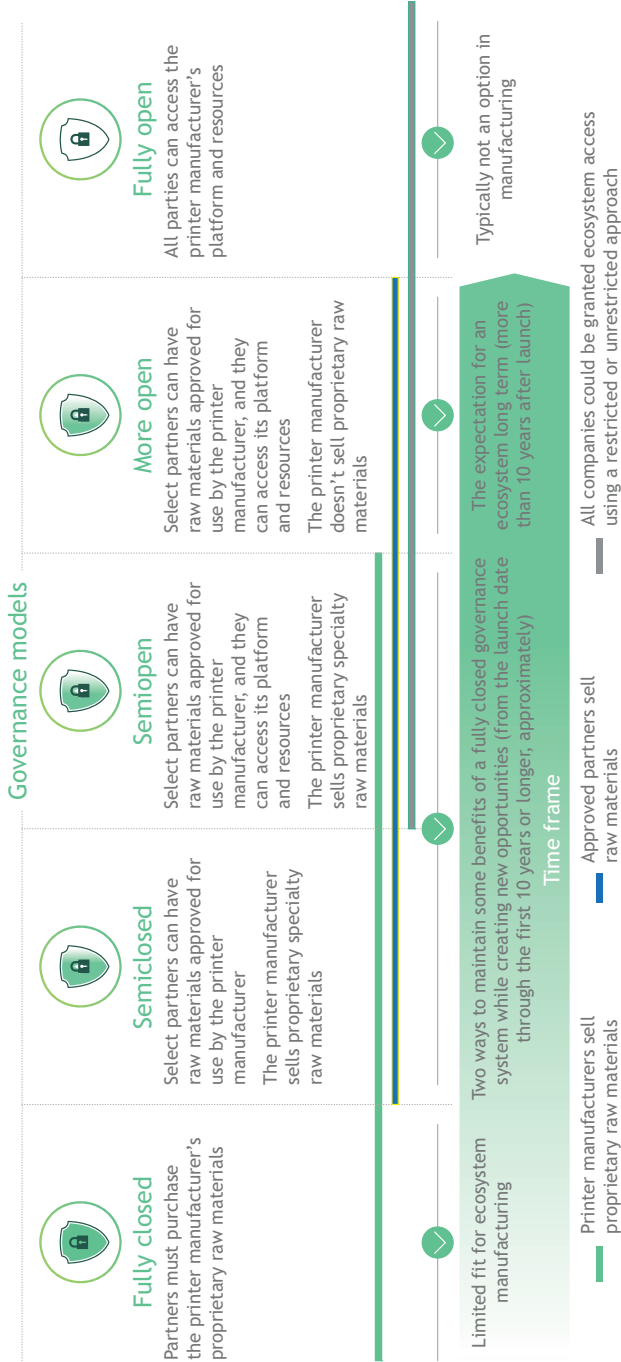 Governance models
Fully closed
Partners must purchase
the printer manufacturer's
proprietary raw materials
Semiclosed
Select partners can have
raw materials approved for
use by the printer
manufacturer
The printer manufacturer
sells proprietary specialty
raw materials
Semiopen
Select partners can have
raw materials approved for
use by the printer
manufacturer, and they
can access its platform
and resources
The printer manufacturer
sells proprietary specialty
raw materials
More open
Select partners can have
raw materials approved for
use by the printer
manufacturer, and they
can access its platform
and resources
The printer manufacturer
doesn't sell proprietary raw
materials
Fully open
All parties can access the
printer manufacturer's
platform and resources
Limited fit for ecosystem
manufacturing
Two ways to maintain some benefits of a fully closed governance
system while creating new opportunities (from the launch date
through the first 10 years or longer, approximately)
The expectation for an
ecosystem long term (more
than 10 years after launch)
Typically not an option in
manufacturing
Time frame
Printer manufacturers sell
proprietary raw materials
Approved partners sell
raw materials
All companies could be granted ecosystem access
using a restricted or unrestricted approach